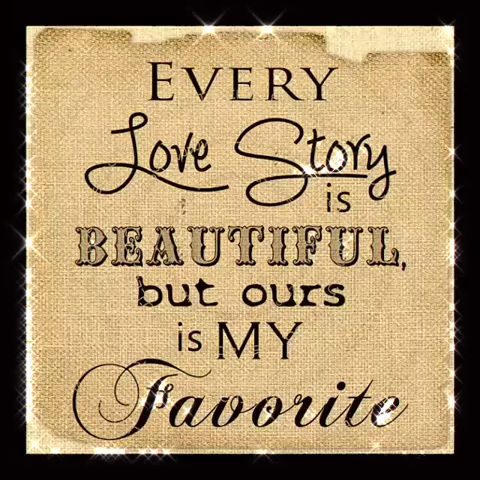 EVERY
Love Story
is
BEAUTIFUL,
but ours
is MY
Favorite